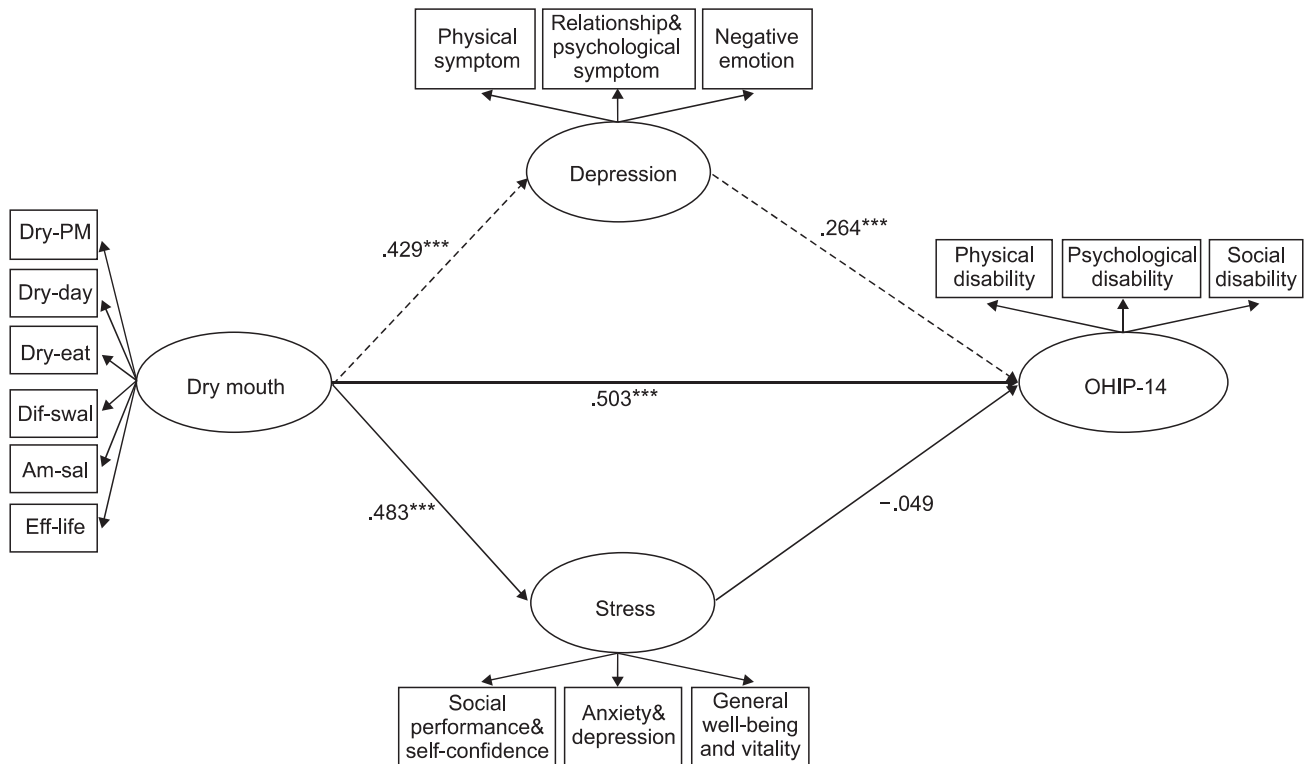 Physical
symptom
Relationship&
psychological
symptom
Negative
emotion
Depression
.429***
.264***
Dry-PM
Dry-day
Dry-eat
Dif-swal
Am-sal
Eff-life
Dry mouth
.503***
Physical
disability
Psychological
disability
Social
disability
OHIP-14
.483***
−.049
Stress
Social
performance&
self-confidence
Anxiety&
depression
General
well-being
and vitality